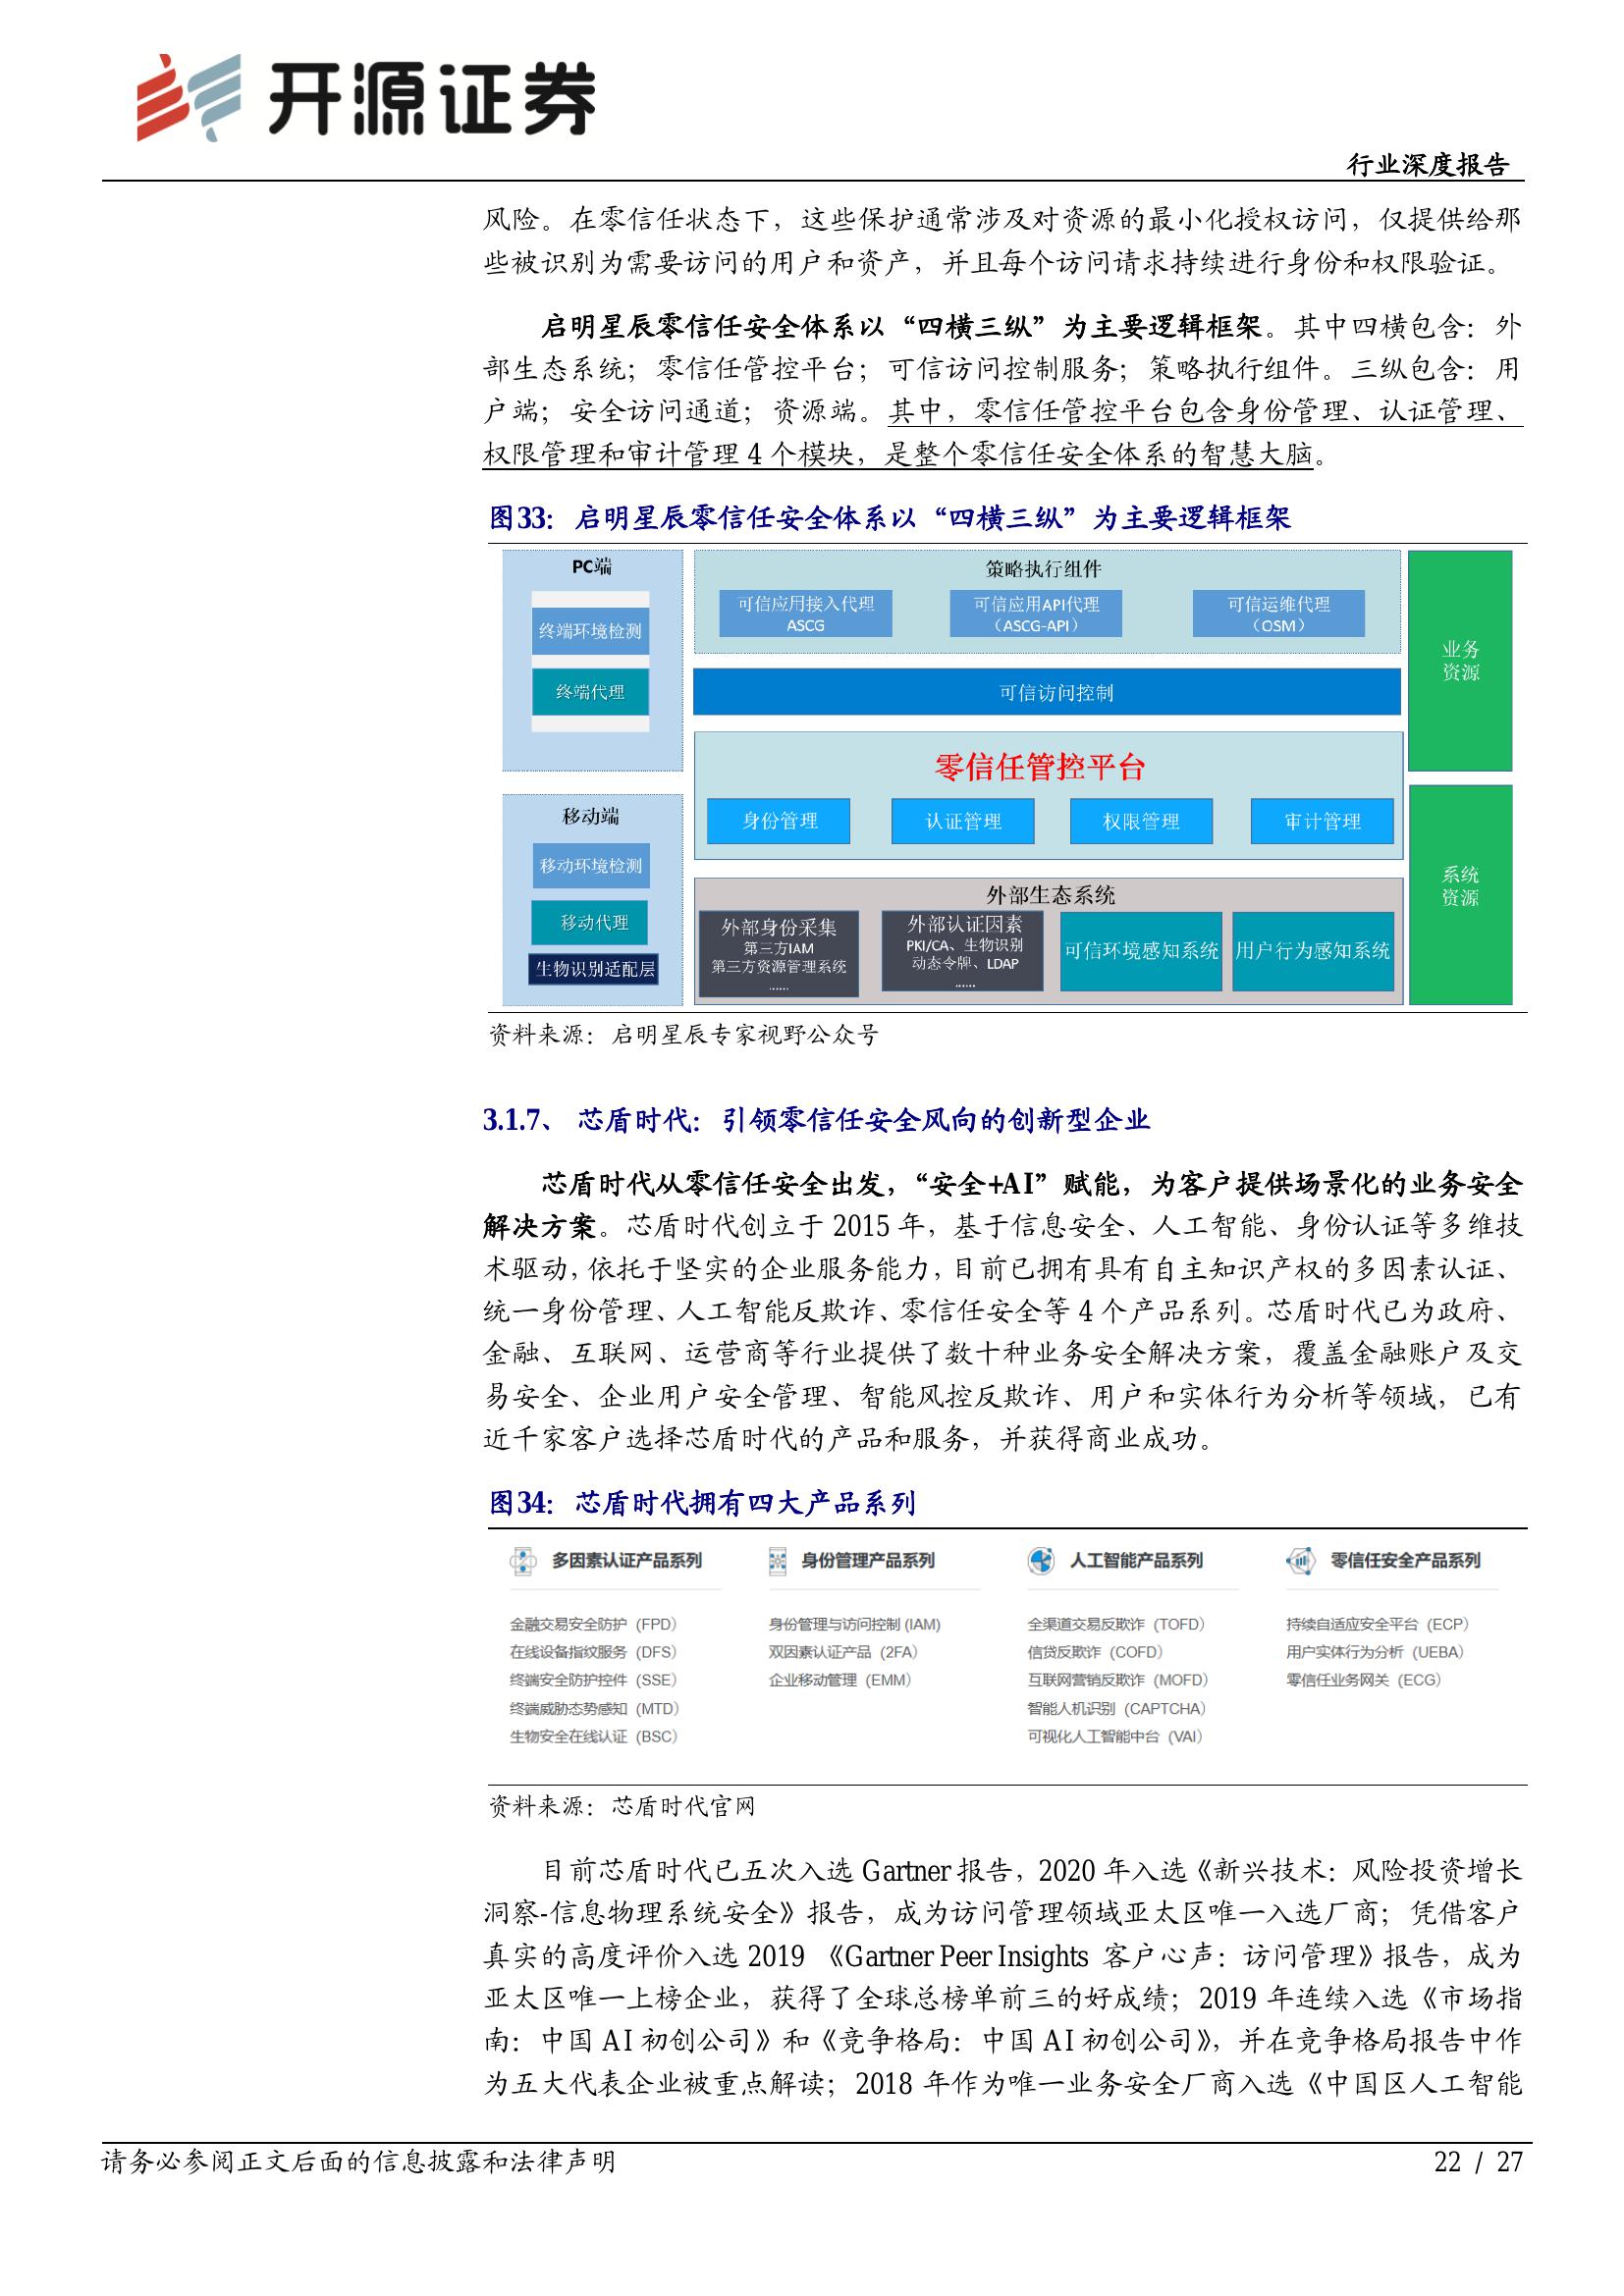 开源证券
行业深度报告
风险。在零信任状态下，这些保护通常涉及对资源的最小化授权访问，仅提供给那
些被识别为需要访问的用户和资产，并且每个访问请求持续进行身份和权限验证。
启明星辰零信任安全体系以“四横三纵”为主要逻辑框架。其中四横包含：外
部生态系统；零信任管控平台；可信访问控制服务；策略执行组件。三纵包含：用
户端；安全访问通道；资源端。其中，零信任管控平台包含身份管理、认证管理、
权限管理和审计管理 4 个模块，是整个零信任安全体系的智慧大脑。
图33：启明星辰零信任安全体系以“四横三纵”为主要逻辑框架
PC端
终端环境检测
终端代理
移动端
移动环境检测
移动代理
生物识别适配层
策略执行组件
可信应用接入代理
ASCG
可信应用API代理
（ASCG-API）
可信运维代理
（OSM）
可信访问控制
零信任管控平台
身份管理
认证管理
权限管理
审计管理
外部生态系统
外部身份采集
第三方IAM
第三方资源管理系统
……
外部认证因素
PKI/CA、生物识别
动态令牌、LDAP
……
可信环境感知系统
用户行为感知系统
业务
资源
系统
资源
资料来源：启明星辰专家视野公众号
3.1.7、 芯盾时代：引领零信任安全风向的创新型企业
芯盾时代从零信任安全出发，“安全+AI”赋能，为客户提供场景化的业务安全
解决方案。芯盾时代创立于 2015 年，基于信息安全、人工智能、身份认证等多维技
术驱动，依托于坚实的企业服务能力，目前已拥有具有自主知识产权的多因素认证、
统一身份管理、人工智能反欺诈、零信任安全等 4 个产品系列。芯盾时代已为政府、
金融、互联网、运营商等行业提供了数十种业务安全解决方案，覆盖金融账户及交
易安全、企业用户安全管理、智能风控反欺诈、用户和实体行为分析等领域，已有
近千家客户选择芯盾时代的产品和服务，并获得商业成功。
图34：芯盾时代拥有四大产品系列
多因素认证产品系列
金融交易安全防护（FPD）
在线设备指纹服务（DFS）
终端安全防护控件（SSE）
终端威胁态势感知（MTD）
生物安全在线认证（BSC）
身份管理产品系列
身份管理与访问控制 (IAM)
双因素认证产品（2FA）
企业移动管理（EMM）
人工智能产品系列
全渠道交易反欺诈（TOFD）
信贷反欺诈（COFD）
互联网营销反欺诈（MOFD）
智能人机识别（CAPTCHA）
可视化人工智能中台（VAI）
零信任安全产品系列
持续自适应安全平台（ECP）
用户实体行为分析（UEBA）
零信任业务网关（ECG）
资料来源：芯盾时代官网
目前芯盾时代已五次入选 Gartner 报告，2020 年入选《新兴技术：风险投资增长
洞察-信息物理系统安全》报告，成为访问管理领域亚太区唯一入选厂商；凭借客户
真实的高度评价入选 2019 《Gartner Peer Insights 客户心声：访问管理》报告，成为
亚太区唯一上榜企业，获得了全球总榜单前三的好成绩；2019 年连续入选《市场指
南：中国 AI 初创公司》和《竞争格局：中国 AI 初创公司》，并在竞争格局报告中作
为五大代表企业被重点解读；2018 年作为唯一业务安全厂商入选《中国区人工智能
请务必参阅正文后面的信息披露和法律声明
22 / 27